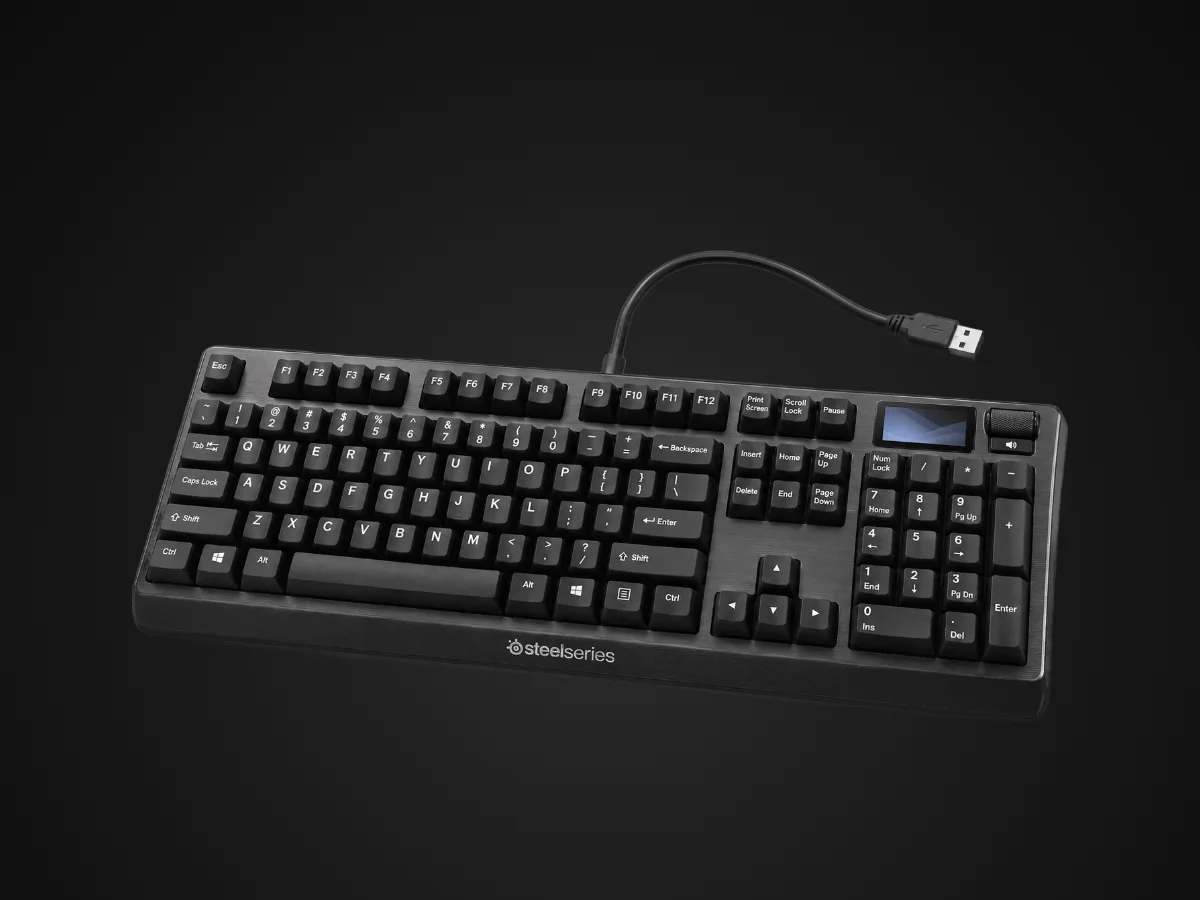 Esc F1 F2 F3 F4 F5 F6 F7 F8 F9 F10 F11 F12 Print Screen Scroll Lock Pause
~ ` ! 1 @ 2 # 3 $ 4 % 5 ^ 6 & 7 * 8 ( 9 ) 0 — - + = ← Backspace Insert Home Page Up Num Lock / * −
Tab Q W E R T Y U I O P { [ } ] | \ Delete End Page Down 7 Home 8 ↑ 9 Pg Up +
Caps Lock A S D F G H J K L : ; " , ↵ Enter 4 ← 5 6 →
⇧ Shift Z X C V B N M < , > . ? / ⇧ Shift ▲ 1 End 2 ↓ 3 Pg Dn Enter
Ctrl Alt Alt Ctrl ◄ ▼ ► 0 Ins . Del
steelseries